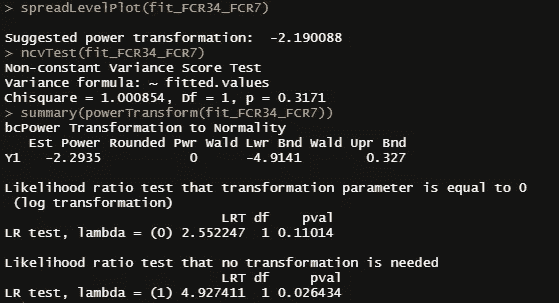 > spreadLevelPlot(fit_FCR34_FCR7)
Suggested power transformation:  -2.190088
> ncvTest(fit_FCR34_FCR7)
Non-constant Variance Score Test
Variance formula: ~ fitted.values
Chisquare = 1.000854, Df = 1, p = 0.3171
> summary(powerTransform(fit_FCR34_FCR7))
bcPower Transformation to Normality
   Est Power Rounded Pwr Wald Lwr Bnd Wald Upr Bnd
Y1   -2.2935           0      -4.9141        0.327
Likelihood ratio test that transformation parameter is equal to 0
 (log transformation)
                           LRT df    pval
LR test, lambda = (0) 2.552247  1 0.11014
Likelihood ratio test that no transformation is needed
                           LRT df     pval
LR test, lambda = (1) 4.927411  1 0.026434